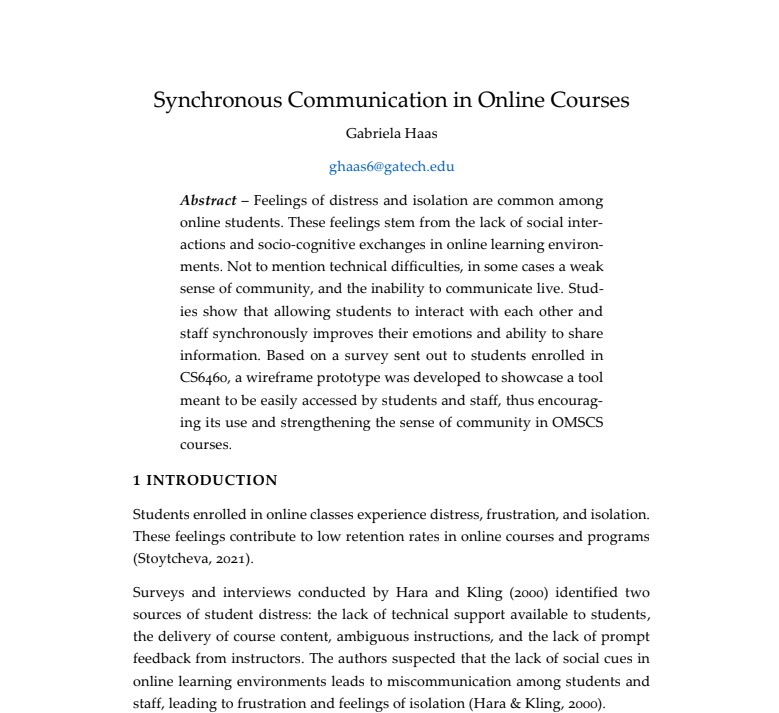 Synchronous Communication in Online Courses
Gabriela Haas
ghaas6@gatech.edu
Abstract – Feelings of distress and isolation are common among
online students. These feelings stem from the lack of social inter-
actions and socio-cognitive exchanges in online learning environ-
ments. Not to mention technical difficulties, in some cases a weak
sense of community, and the inability to communicate live. Stud-
ies show that allowing students to interact with each other and
staff synchronously improves their emotions and ability to share
information. Based on a survey sent out to students enrolled in
CS6460, a wireframe prototype was developed to showcase a tool
meant to be easily accessed by students and staff, thus encourag-
ing its use and strengthening the sense of community in OMSCS
courses.
1 INTRODUCTION
Students enrolled in online classes experience distress, frustration, and isolation.
These feelings contribute to low retention rates in online courses and programs
(Stoytcheva, 2021).
Surveys and interviews conducted by Hara and Kling (2000) identified two
sources of student distress: the lack of technical support available to students,
the delivery of course content, ambiguous instructions, and the lack of prompt
feedback from instructors. The authors suspected that the lack of social cues in
online learning environments leads to miscommunication among students and
staff, leading to frustration and feelings of isolation (Hara & Kling, 2000).